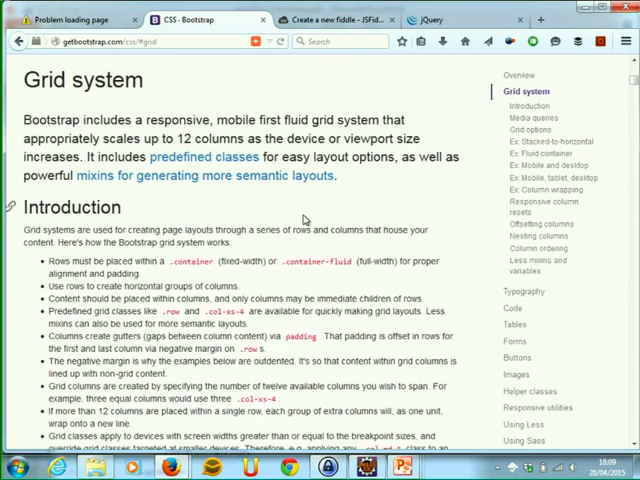 Problem loading page
CSS · Bootstrap
Create a new fiddle - JSFid...
jQuery
getbootstrap.com/css/#grid
Search
Grid system
Bootstrap includes a responsive, mobile first fluid grid system that
appropriately scales up to 12 columns as the device or viewport size
increases. It includes predefined classes for easy layout options, as well as
powerful mixins for generating more semantic layouts.
Introduction
Grid systems are used for creating page layouts through a series of rows and columns that house your
content. Here's how the Bootstrap grid system works:
Rows must be placed within a .container (fixed-width) or .container-fluid (full-width) for proper
alignment and padding.
Use rows to create horizontal groups of columns.
Content should be placed within columns, and only columns may be immediate children of rows.
Predefined grid classes like .row and .col-xs-4 are available for quickly making grid layouts. Less
mixins can also be used for more semantic layouts.
Columns create gutters (gaps between column content) via padding. That padding is offset in rows for
the first and last column via negative margin on .row s.
The negative margin is why the examples below are outdented. It's so that content within grid columns is
lined up with non-grid content.
Grid columns are created by specifying the number of twelve available columns you wish to span. For
example, three equal columns would use three .col-xs-4.
If more than 12 columns are placed within a single row, each group of extra columns will, as one unit,
wrap onto a new line.
Grid classes apply to devices with screen widths greater than or equal to the breakpoint sizes, and
override grid classes targeted at smaller devices. Therefore, e.g. applying any .col-md-* class to an
Overview
Grid system
Introduction
Media queries
Grid options
Ex: Stacked-to-horizontal
Ex: Fluid container
Ex: Mobile and desktop
Ex: Mobile, tablet, desktop
Ex: Column wrapping
Responsive column
resets
Offsetting columns
Nesting columns
Column ordering
Less mixins and
variables
Typography
Code
Tables
Forms
Buttons
Images
Helper classes
Responsive utilities
Using Less
Using Sass
18:09
20/04/2015